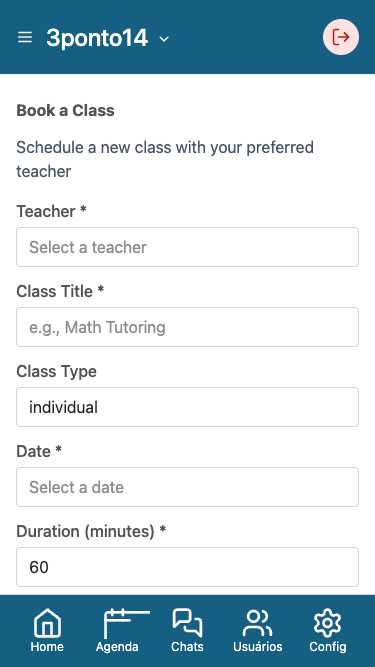 3ponto14
Book a Class
Schedule a new class with your preferred
teacher
Teacher *
Select a teacher
Class Title *
e.g., Math Tutoring
Class Type
individual
Date *
Select a date
Duration (minutes) *
60
Home
Agenda
Chats
Usuários
Config